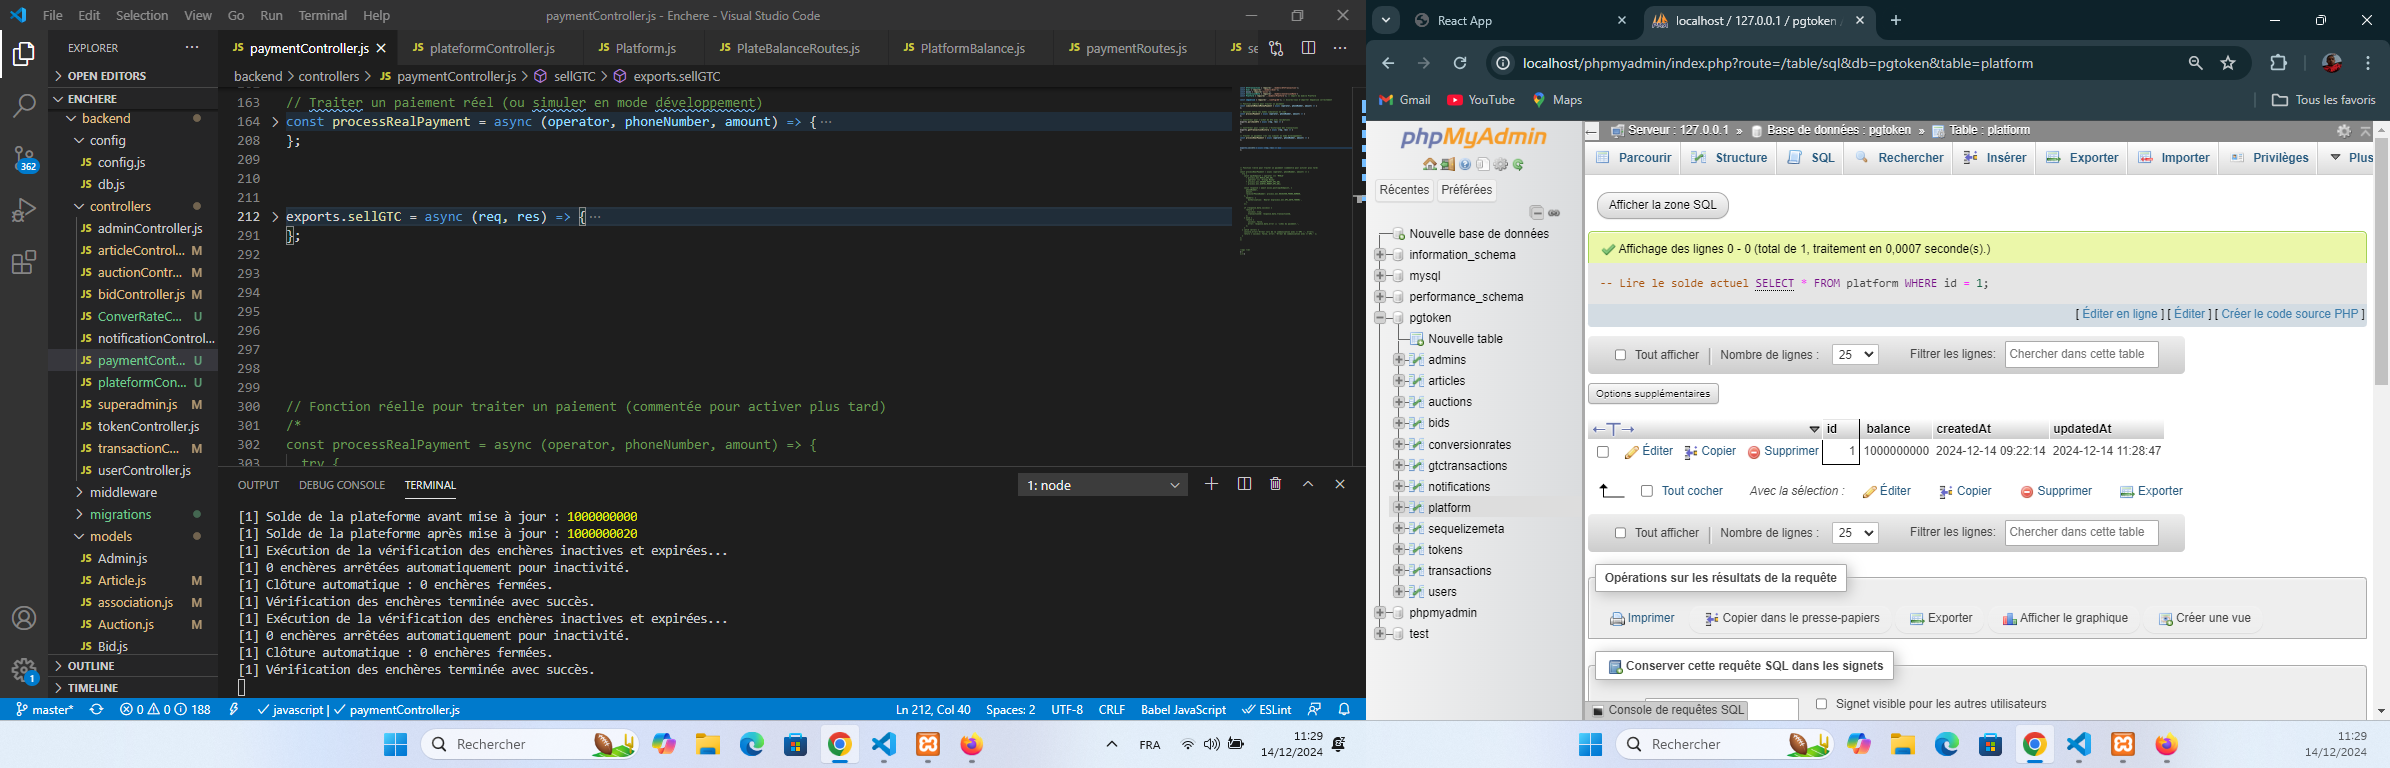 File Edit Selection View Go Run Terminal Help
paymentController.js - Enchere - Visual Studio Code
EXPLORER
OPEN EDITORS
ENCHERE
backend
config
JS config.js
JS db.js
controllers
JS adminController.js
JS articleControl... M
JS auctionContr... M
JS bidController.js M
JS ConverRateC... U
JS notificationControl...
JS paymentCont... U
JS plateformCon... U
JS superadmin.js M
JS tokenController.js
JS transactionC... M
JS userController.js
middleware
migrations
models
JS Admin.js
JS Article.js M
JS association.js M
JS Auction.js M
JS Bid.js
OUTLINE
TIMELINE
362
1
JS paymentController.js
JS plateformController.js
JS Platform.js
JS PlateBalanceRoutes.js
JS PlatformBalance.js
JS paymentRoutes.js
JS se
backend > controllers > JS paymentController.js > sellGTC > exports.sellGTC
163 // Traiter un paiement réel (ou simuler en mode développement)
164 const processRealPayment = async (operator, phoneNumber, amount) => {···
208 };
209
210
211
212 exports.sellGTC = async (req, res) => {···
291 };
292
293
294
295
296
297
298
299
300 // Fonction réelle pour traiter un paiement (commentée pour activer plus tard)
301 /*
302 const processRealPayment = async (operator, phoneNumber, amount) => {
303 try {
OUTPUT DEBUG CONSOLE TERMINAL
1: node
[1] Solde de la plateforme avant mise à jour : 1000000000
[1] Solde de la plateforme après mise à jour : 1000000020
[1] Exécution de la vérification des enchères inactives et expirées...
[1] 0 enchères arrêtées automatiquement pour inactivité.
[1] Clôture automatique : 0 enchères fermées.
[1] Vérification des enchères terminée avec succès.
[1] Exécution de la vérification des enchères inactives et expirées...
[1] 0 enchères arrêtées automatiquement pour inactivité.
[1] Clôture automatique : 0 enchères fermées.
[1] Vérification des enchères terminée avec succès.
master* 0 0 188 javascript | paymentController.js
Ln 212, Col 40 Spaces: 2 UTF-8 CRLF Babel JavaScript ESLint
Rechercher
FRA
11:29
14/12/2024
React App
localhost / 127.0.0.1 / pgtoken
localhost/phpmyadmin/index.php?route=/table/sql&db=pgtoken&table=platform
Gmail YouTube Maps
Tous les favoris
phpMyAdmin
Récentes Préférées
Nouvelle base de données
information_schema
mysql
performance_schema
pgtoken
Nouvelle table
admins
articles
auctions
bids
conversionrates
gtctransactions
notifications
platform
sequelizemeta
tokens
transactions
users
phpmyadmin
test
Serveur : 127.0.0.1 » Base de données : pgtoken » Table : platform
Parcourir Structure SQL Rechercher Insérer Exporter Importer Privilèges Plus
Afficher la zone SQL
Affichage des lignes 0 - 0 (total de 1, traitement en 0,0007 seconde(s).)
-- Lire le solde actuel SELECT * FROM platform WHERE id = 1;
[ Éditer en ligne ] [ Éditer ] [ Créer le code source PHP ]
Tout afficher | Nombre de lignes : 25 Filtrer les lignes: Chercher dans cette table
Options supplémentaires
←T→ id balance createdAt updatedAt
Éditer Copier Supprimer 1 1000000000 2024-12-14 09:22:14 2024-12-14 11:28:47
Tout cocher Avec la sélection : Éditer Copier Supprimer Exporter
Tout afficher | Nombre de lignes : 25 Filtrer les lignes: Chercher dans cette table
Opérations sur les résultats de la requête
Imprimer Copier dans le presse-papiers Exporter Afficher le graphique Créer une vue
Conserver cette requête SQL dans les signets
Console de requêtes SQL
Signet visible pour les autres utilisateurs
Rechercher
11:29
14/12/2024